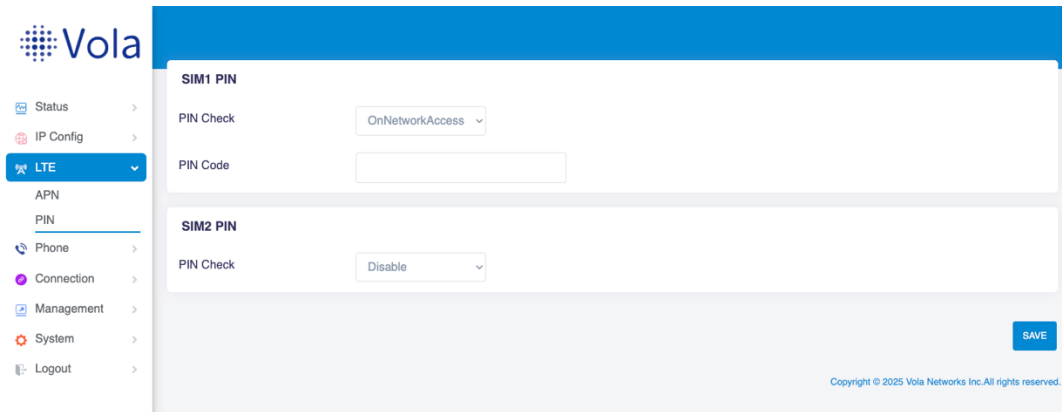 Vola
Status
IP Config
LTE
APN
PIN
Phone
Connection
Management
System
Logout
SIM1 PIN
PIN Check
OnNetworkAccess
PIN Code
SIM2 PIN
PIN Check
Disable
SAVE
Copyright © 2025 Vola Networks Inc.All rights reserved.